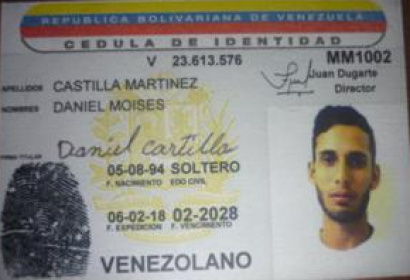 REPUBLICA BOLIVARIANA DE VENEZUELA
CEDULA DE IDENTIDAD
V 23.613.576 MM1002
Juan Dugarte
Director
APELLIDOS CASTILLA MARTINEZ
NOMBRES DANIEL MOISES
FIRMA TITULAR Daniel Castilla
05-08-94 SOLTERO
F. NACIMIENTO EDO CIVIL
06-02-18 02-2028
F. EXPEDICION F. VENCIMIENTO
VENEZOLANO